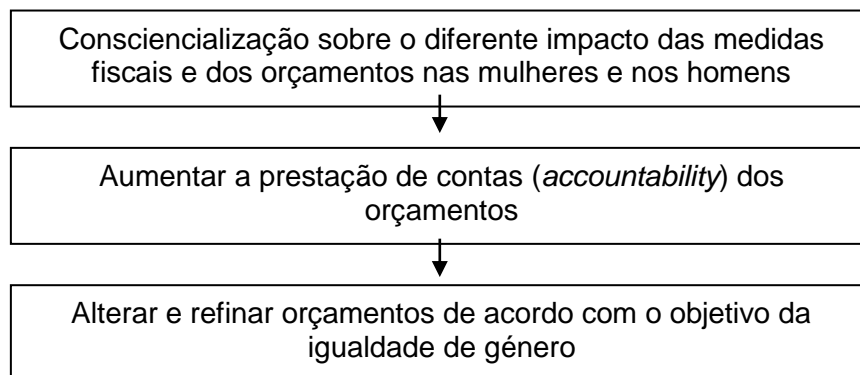 Consciencialização sobre o diferente impacto das medidas
fiscais e dos orçamentos nas mulheres e nos homens
Aumentar a prestação de contas (accountability) dos
orçamentos
Alterar e refinar orçamentos de acordo com o objetivo da
igualdade de género